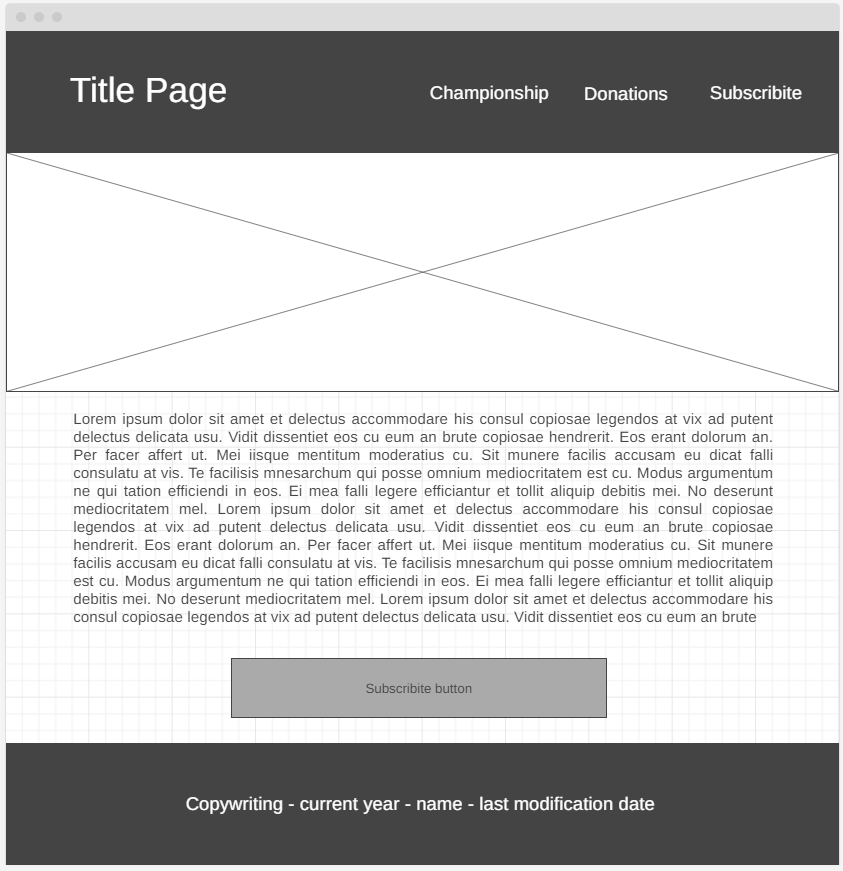 Title Page
Championship Donations Subscribite
Lorem ipsum dolor sit amet et delectus accommodare his consul copiosae legendos at vix ad putent
delectus delicata usu. Vidit dissentiet eos cu eum an brute copiosae hendrerit. Eos erant dolorum an.
Per facer affert ut. Mei iisque mentitum moderatius cu. Sit munere facilis accusam eu dicat falli
consulatu at vis. Te facilisis mnesarchum qui posse omnium mediocritatem est cu. Modus argumentum
ne qui tation efficiendi in eos. Ei mea falli legere efficiantur et tollit aliquip debitis mei. No deserunt
mediocritatem mel. Lorem ipsum dolor sit amet et delectus accommodare his consul copiosae
legendos at vix ad putent delectus delicata usu. Vidit dissentiet eos cu eum an brute copiosae
hendrerit. Eos erant dolorum an. Per facer affert ut. Mei iisque mentitum moderatius cu. Sit munere
facilis accusam eu dicat falli consulatu at vis. Te facilisis mnesarchum qui posse omnium mediocritatem
est cu. Modus argumentum ne qui tation efficiendi in eos. Ei mea falli legere efficiantur et tollit aliquip
debitis mei. No deserunt mediocritatem mel. Lorem ipsum dolor sit amet et delectus accommodare his
consul copiosae legendos at vix ad putent delectus delicata usu. Vidit dissentiet eos cu eum an brute
Subscribite button
Copywriting - current year - name - last modification date